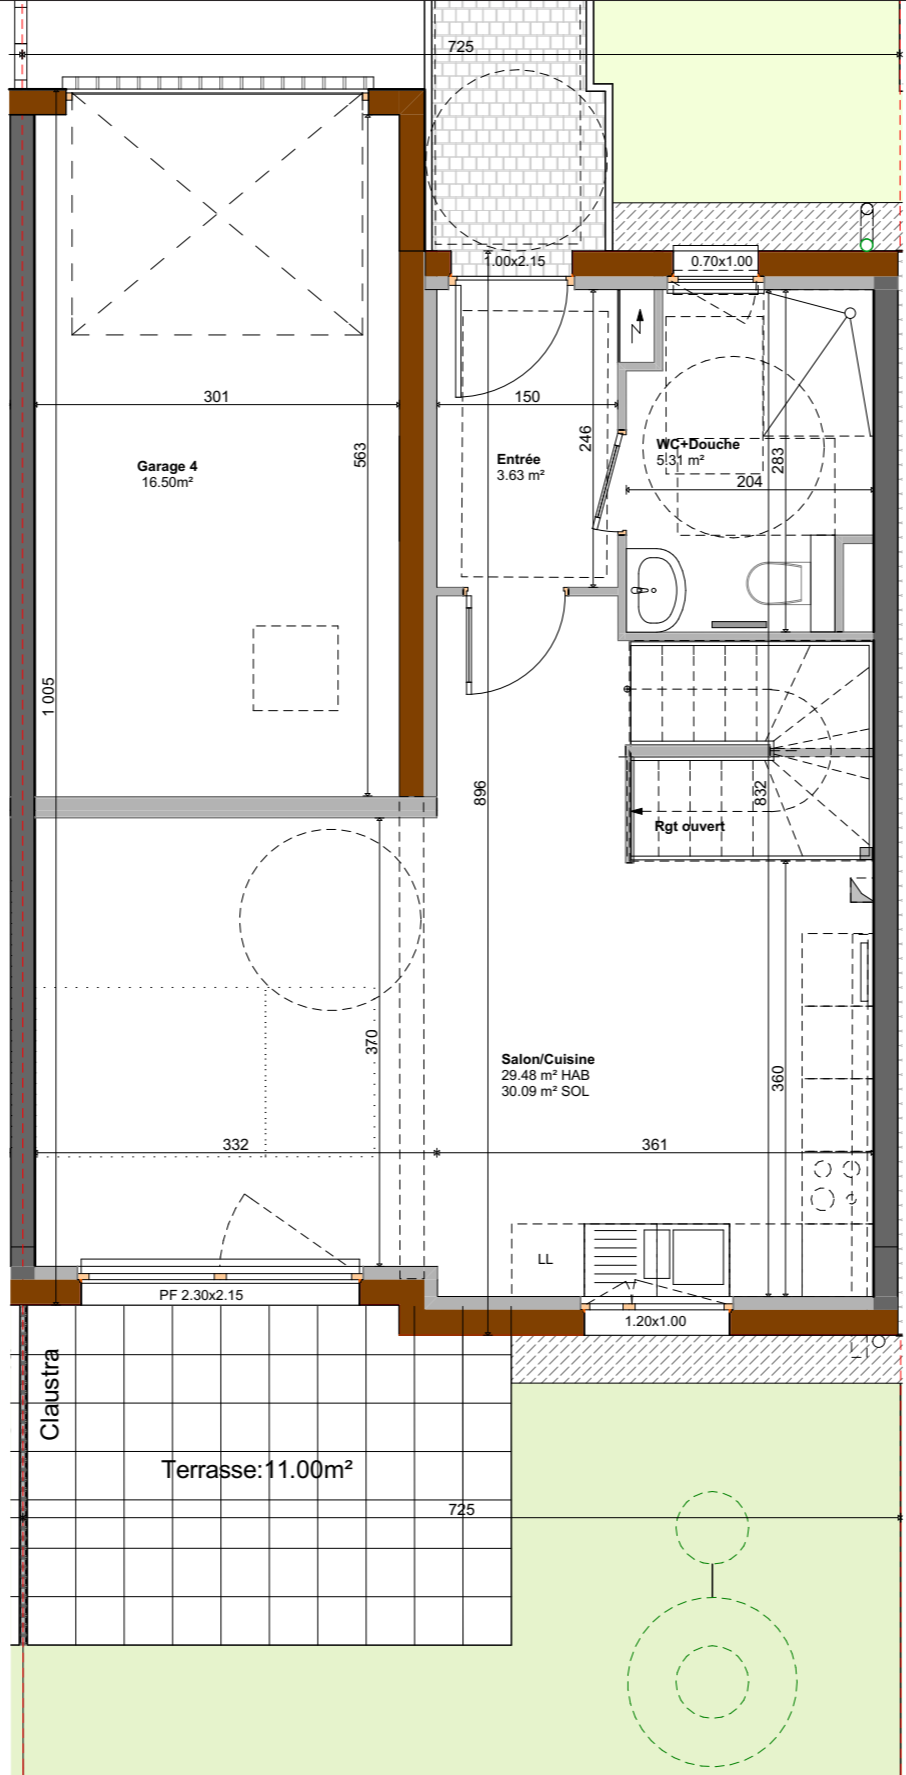 725
1.00x2.15
0.70x1.00
301
150
246
563
Garage 4
16.50m²
Entrée
3.63 m²
WC+Douche
5.31 m²
283
204
1 005
896
832
Rgt ouvert
370
360
Salon/Cuisine
29.48 m² HAB
30.09 m² SOL
332
361
LL
PF 2.30x2.15
1.20x1.00
Claustra
Terrasse:11.00m²
725